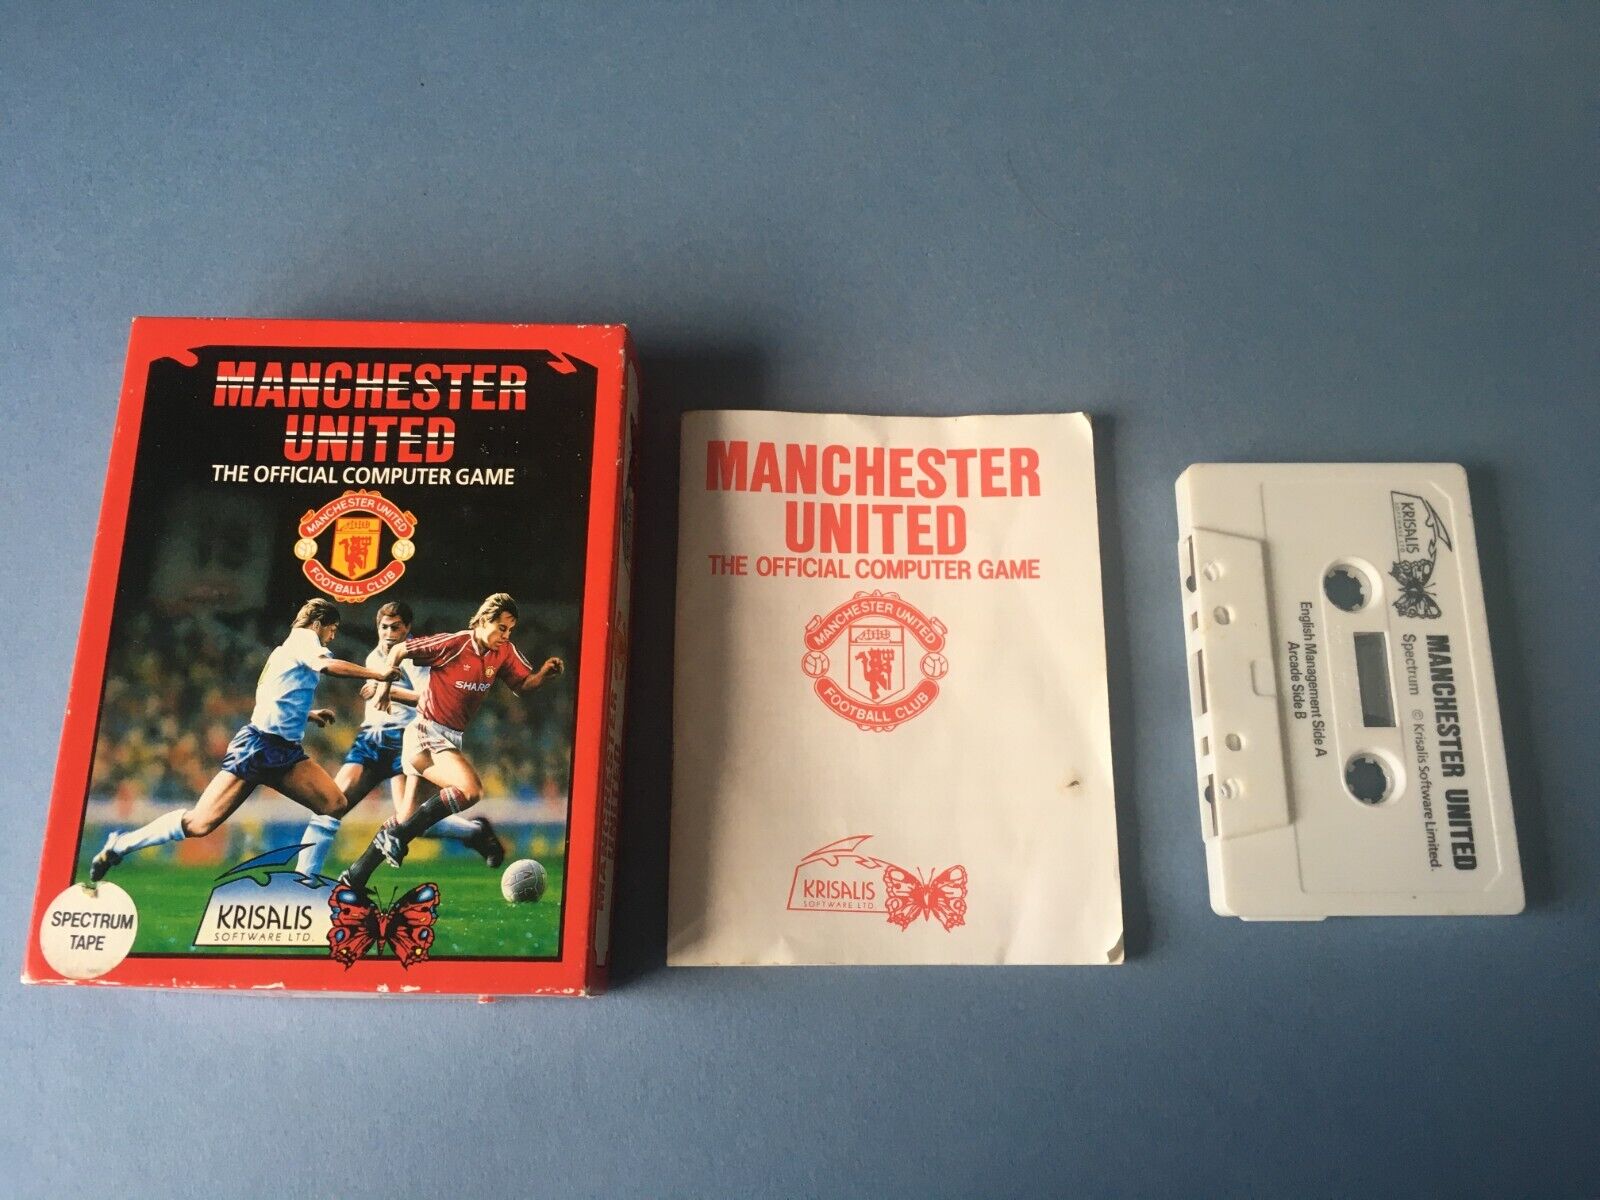 MANCHESTER
UNITED
THE OFFICIAL COMPUTER GAME
MANCHESTER UNITED
FOOTBALL CLUB
SHARP
KRISALIS
SOFTWARE LTD.
SPECTRUM
TAPE
MANCHESTER
UNITED
THE OFFICIAL COMPUTER GAME
MANCHESTER UNITED
FOOTBALL CLUB
KRISALIS
SOFTWARE LTD.
KRISALIS
SOFTWARE LTD.
MANCHESTER UNITED
Spectrum © Krisalis Software Limited.
English Management Side A
Arcade Side B